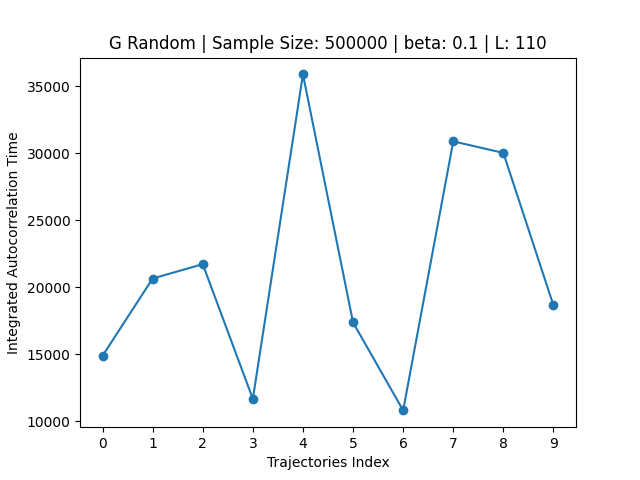 G Random | Sample Size: 500000 | beta: 0.1 | L: 110
Integrated Autocorrelation Time
35000
30000
25000
20000
15000
10000
0 1 2 3 4 5 6 7 8 9
Trajectories Index